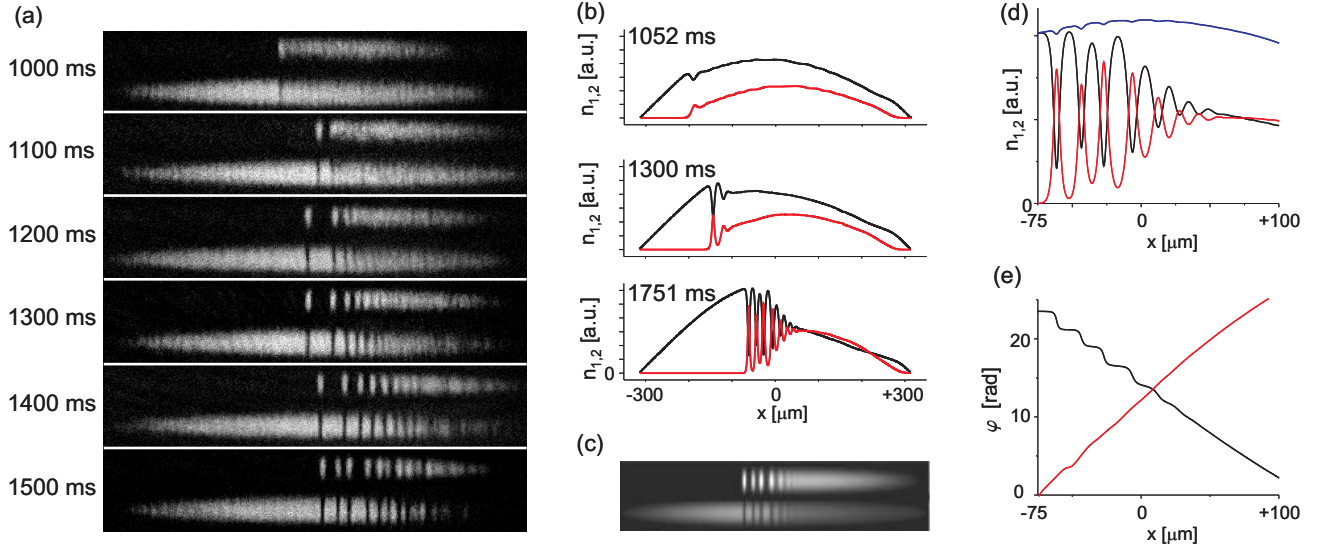 (a)
1000 ms
1100 ms
1200 ms
1300 ms
1400 ms
1500 ms
(b)
1052 ms
n1,2 [a.u.]
1300 ms
n1,2 [a.u.]
1751 ms
n1,2 [a.u.]
0
-300
0
+300
x [μm]
(c)
(d)
n1,2 [a.u.]
0
-75
0
+100
x [μm]
(e)
φ [rad]
20
10
0
-75
0
+100
x [μm]